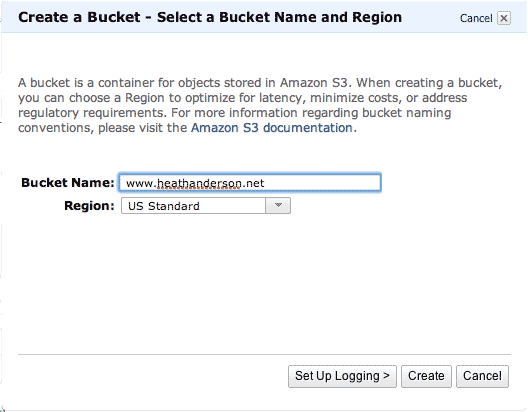 Create a Bucket - Select a Bucket Name and Region Cancel
A bucket is a container for objects stored in Amazon S3. When creating a bucket,
you can choose a Region to optimize for latency, minimize costs, or address
regulatory requirements. For more information regarding bucket naming
conventions, please visit the Amazon S3 documentation.
Bucket Name: www.heathanderson.net
Region: US Standard
Set Up Logging > Create Cancel